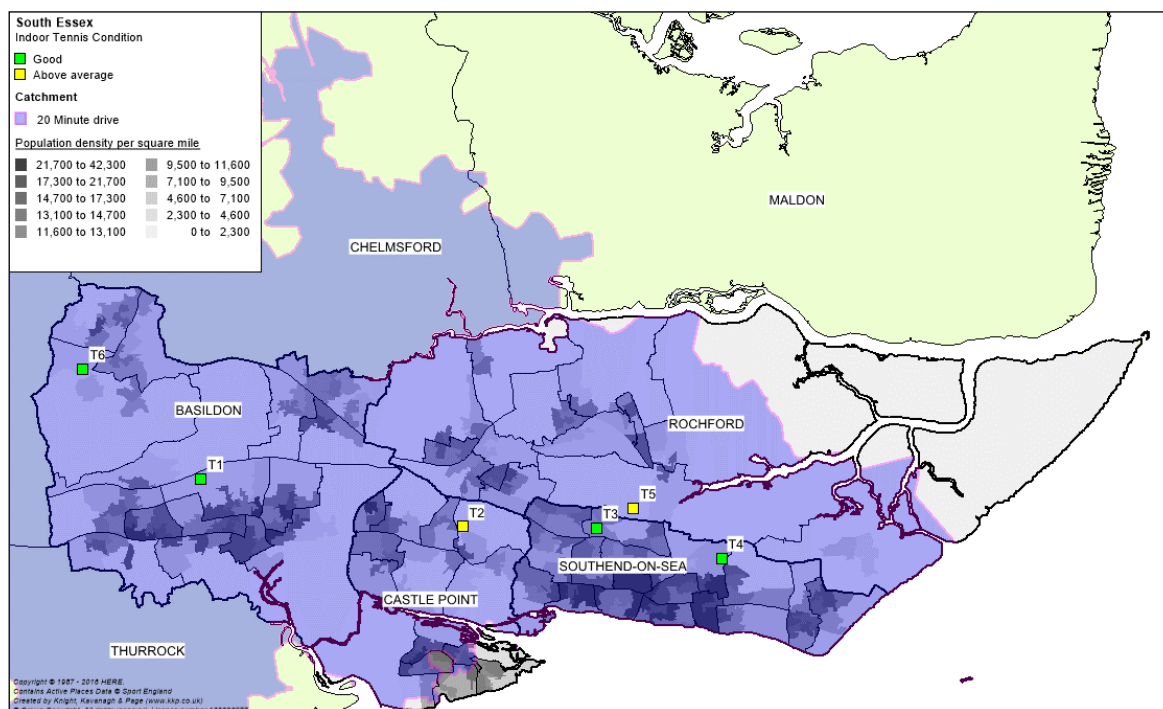 South Essex
Indoor Tennis Condition
Good
Above average
Catchment
20 Minute drive
Population density per square mile
21,700 to 42,300 9,500 to 11,600
17,300 to 21,700 7,100 to 9,500
14,700 to 17,300 4,600 to 7,100
13,100 to 14,700 2,300 to 4,600
11,600 to 13,100 0 to 2,300
MALDON
CHELMSFORD
T6
BASILDON
ROCHFORD
T1
T5
T2
T3
T4
SOUTHEND-ON-SEA
CASTLE POINT
THURROCK
Copyright © 1987 - 2016 HERE.
Contains Active Places Data © Sport England
Created by Knight, Kavanagh & Page (www.kkp.co.uk)